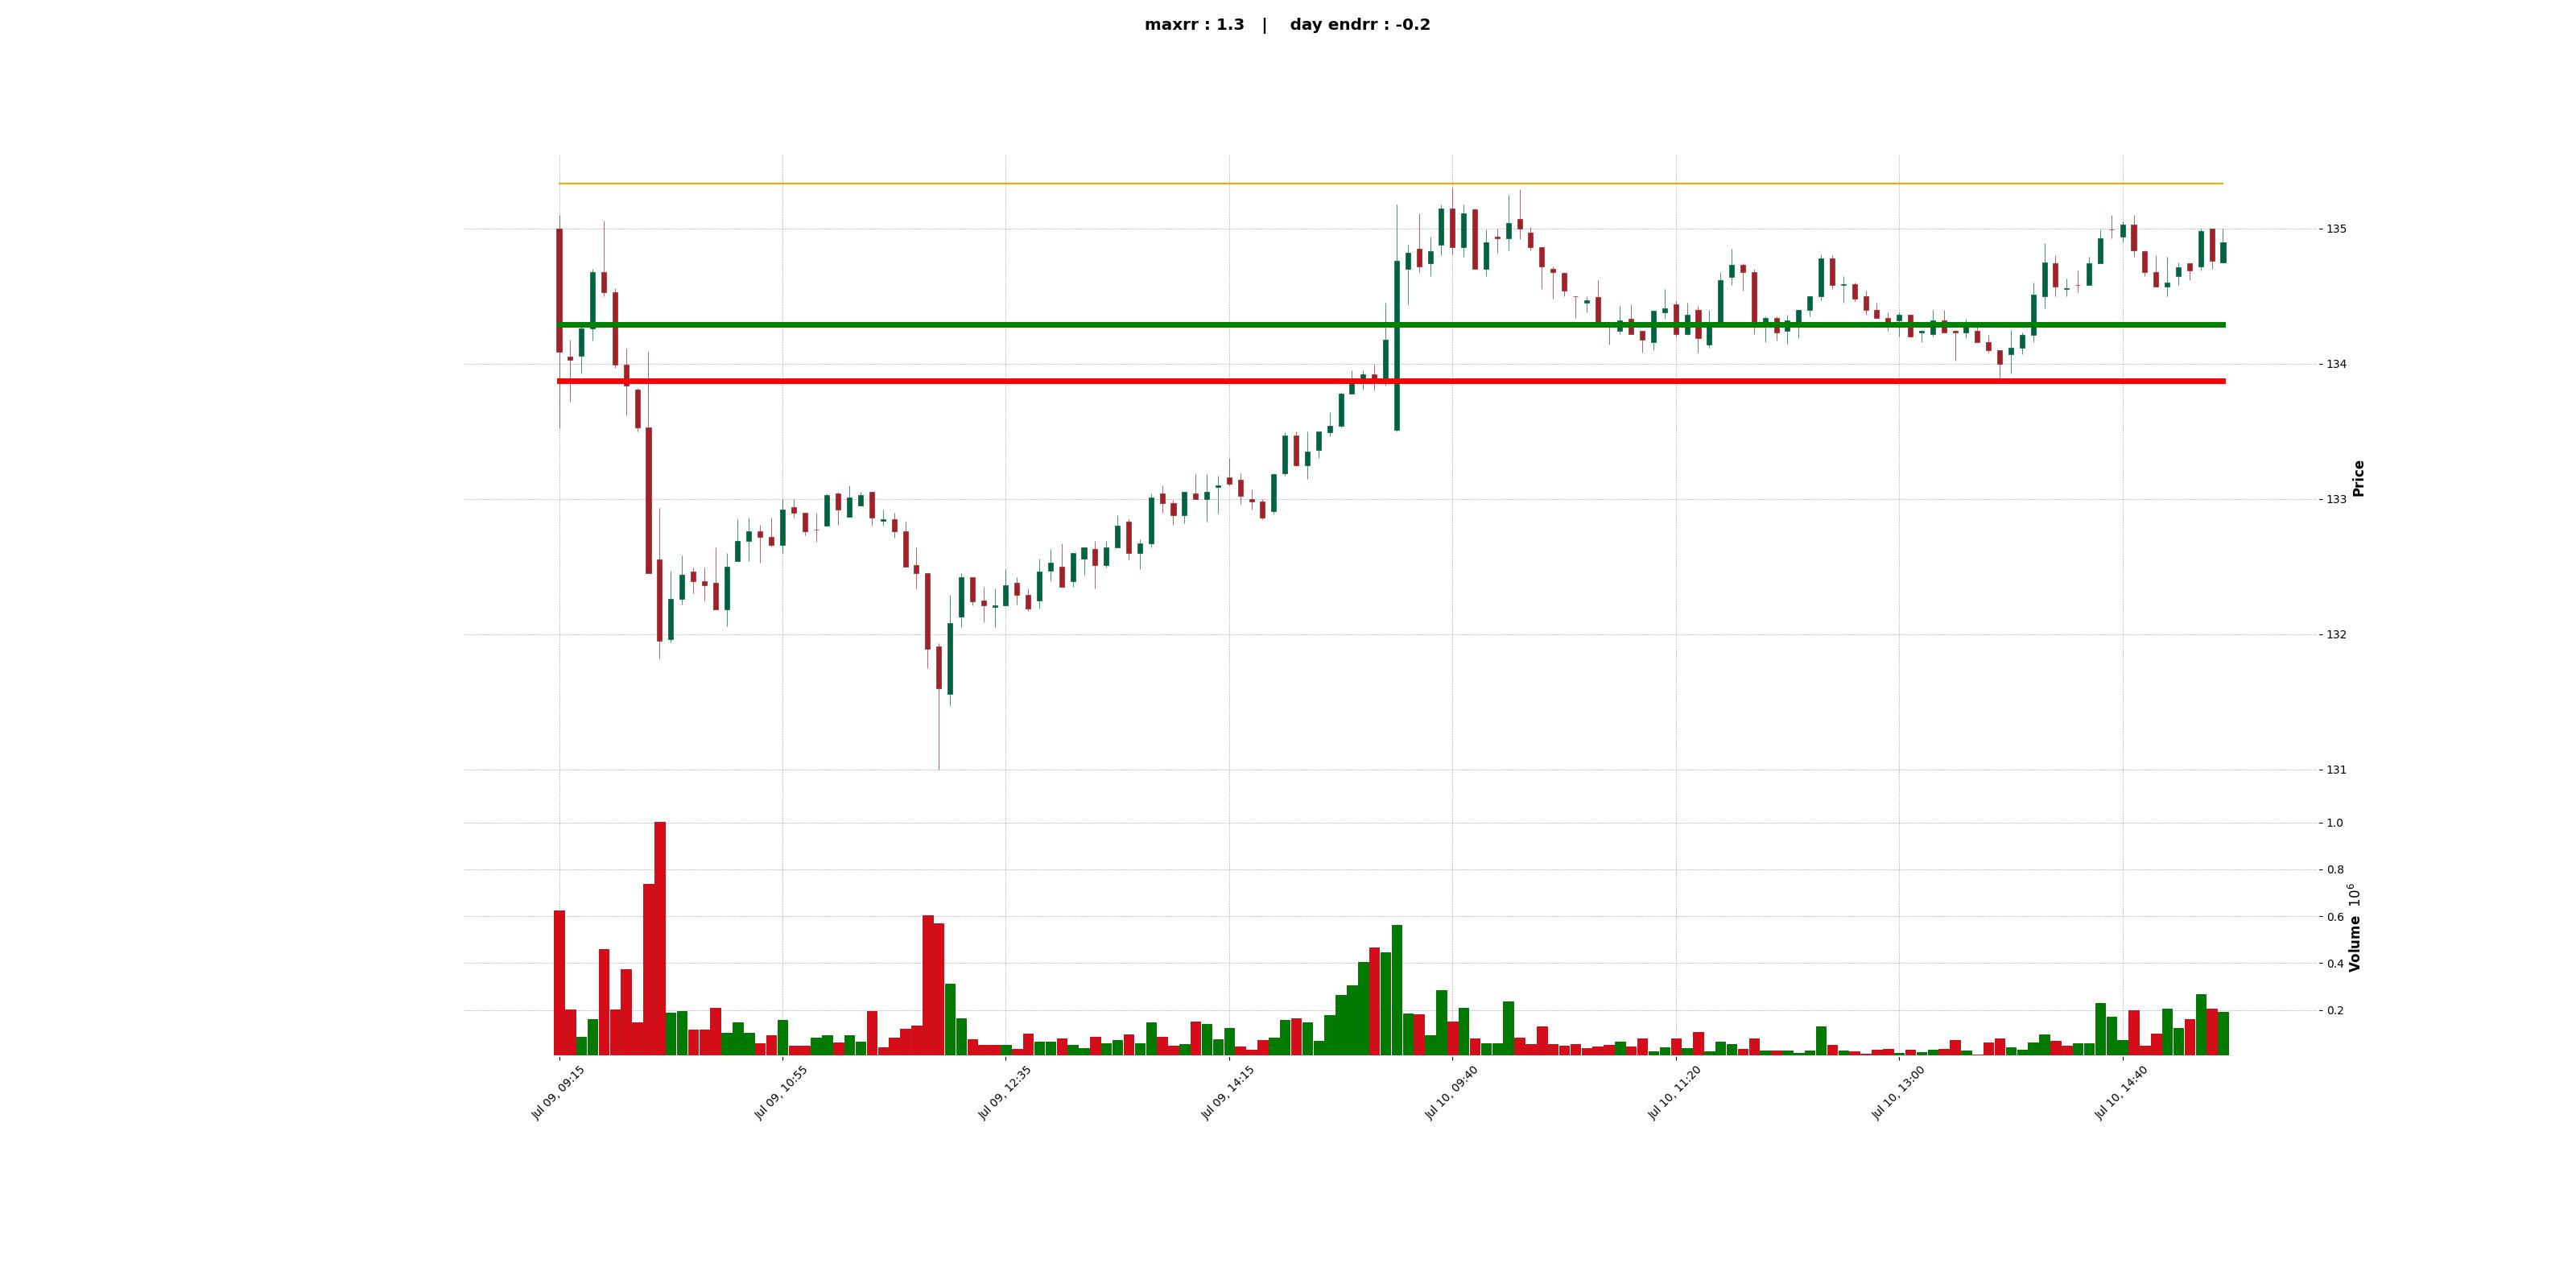 maxrr : 1.3 | day endrr : -0.2
135
134
133
132
131
Price
1.0
0.8
0.6
0.4
0.2
Volume 10^6
Jul 09, 09:15
Jul 09, 10:55
Jul 09, 12:35
Jul 09, 14:15
Jul 10, 09:40
Jul 10, 11:20
Jul 10, 13:00
Jul 10, 14:40